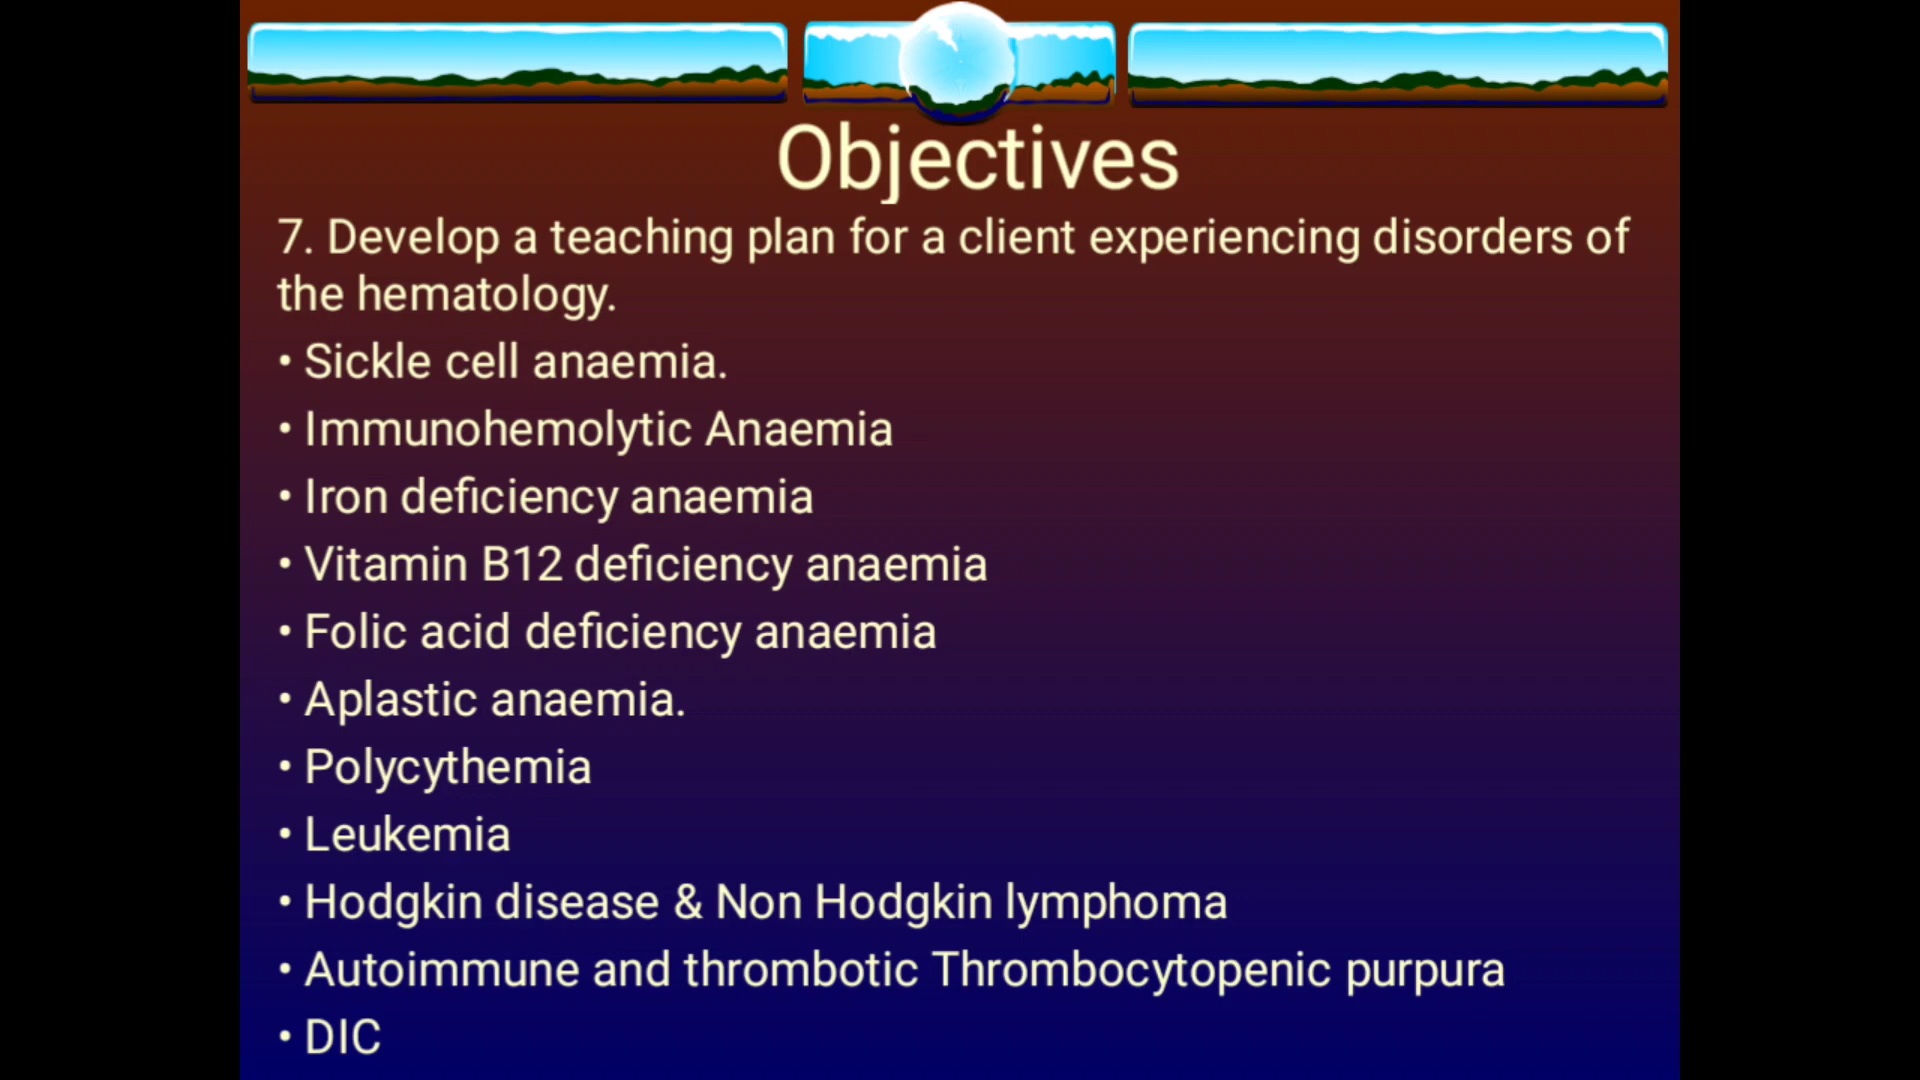 Objectives
7. Develop a teaching plan for a client experiencing disorders of
the hematology.
• Sickle cell anaemia.
• Immunohemolytic Anaemia
• Iron deficiency anaemia
• Vitamin B12 deficiency anaemia
• Folic acid deficiency anaemia
• Aplastic anaemia.
• Polycythemia
• Leukemia
• Hodgkin disease & Non Hodgkin lymphoma
• Autoimmune and thrombotic Thrombocytopenic purpura
• DIC